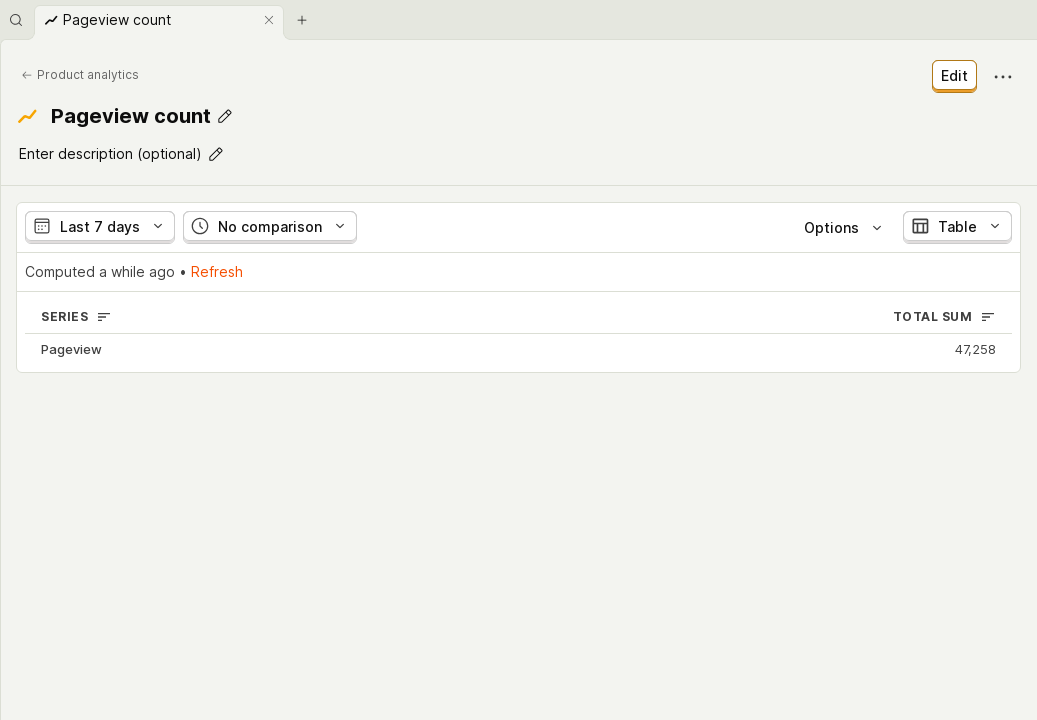 Pageview count
Product analytics
Edit
Pageview count
Enter description (optional)
Last 7 days
No comparison
Options
Table
Computed a while ago • Refresh
SERIES
TOTAL SUM
Pageview
47,258